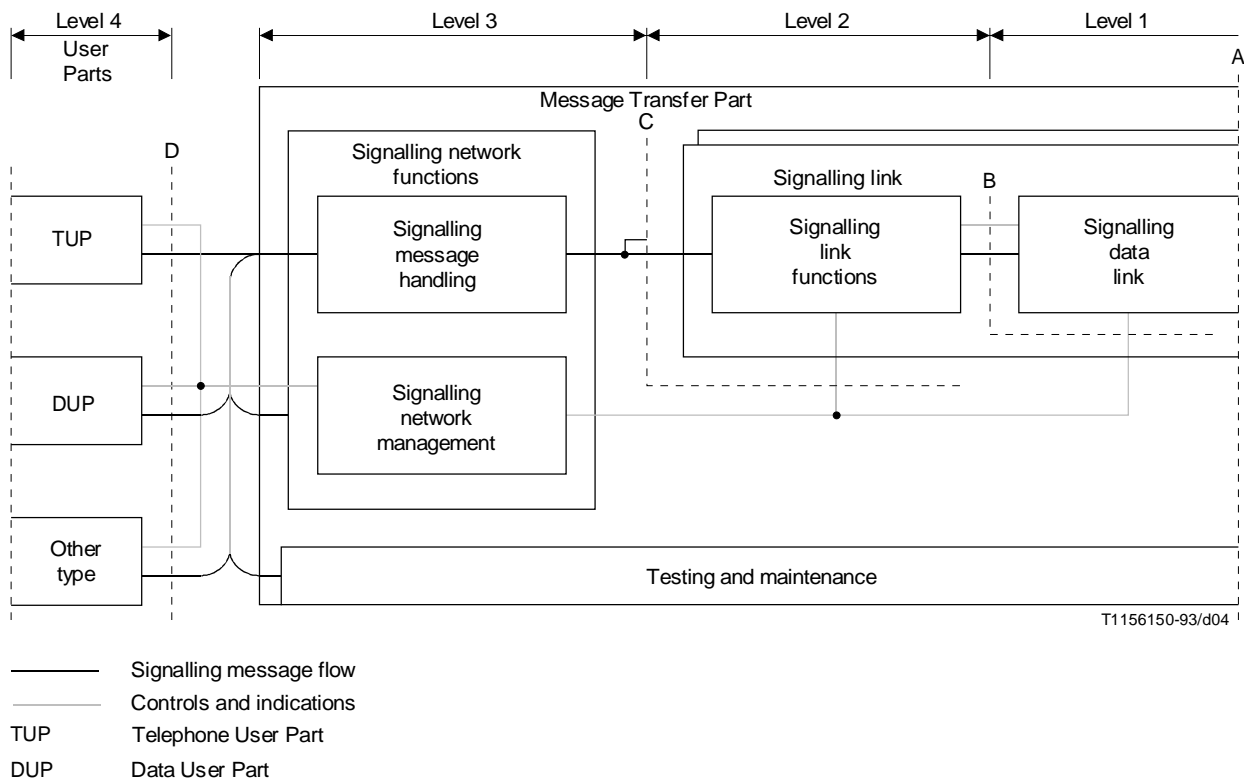 Level 4
Level 3
Level 2
Level 1
User
Parts
A
Message Transfer Part
C
D
Signalling network
functions
Signalling link
B
TUP
Signalling
message
handling
Signalling
link
functions
Signalling
data
link
DUP
Signalling
network
management
Other
type
Testing and maintenance
T1156150-93/d04
Signalling message flow
Controls and indications
TUP Telephone User Part
DUP Data User Part